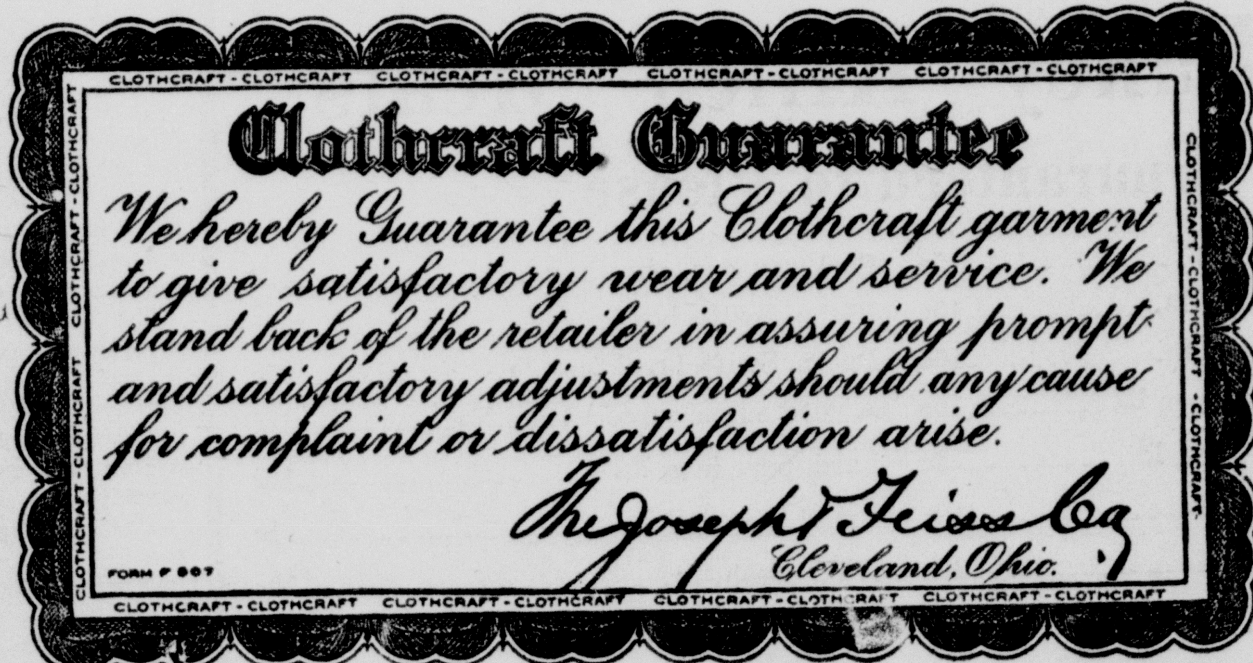 CLOTHCRAFT - CLOTHCRAFT CLOTHCRAFT - CLOTHCRAFT CLOTHCRAFT - CLOTHCRAFT CLOTHCRAFT - CLOTHCRAFT
CLOTHCRAFT - CLOTHCRAFT CLOTHCRAFT - CLOTHCRAFT
Clothcraft Guarantee
We hereby Guarantee this Clothcraft garment
to give satisfactory wear and service. We
stand back of the retailer in assuring prompt
and satisfactory adjustments should any cause
for complaint or dissatisfaction arise.
The Joseph & Feiss Co
Cleveland, Ohio.
CLOTHCRAFT - CLOTHCRAFT - CLOTHCRAFT -
CLOTHCRAFT - CLOTHCRAFT CLOTHCRAFT - CLOTHCRAFT CLOTHCRAFT - CLOTHCRAFT CLOTHCRAFT - CLOTHCRAFT